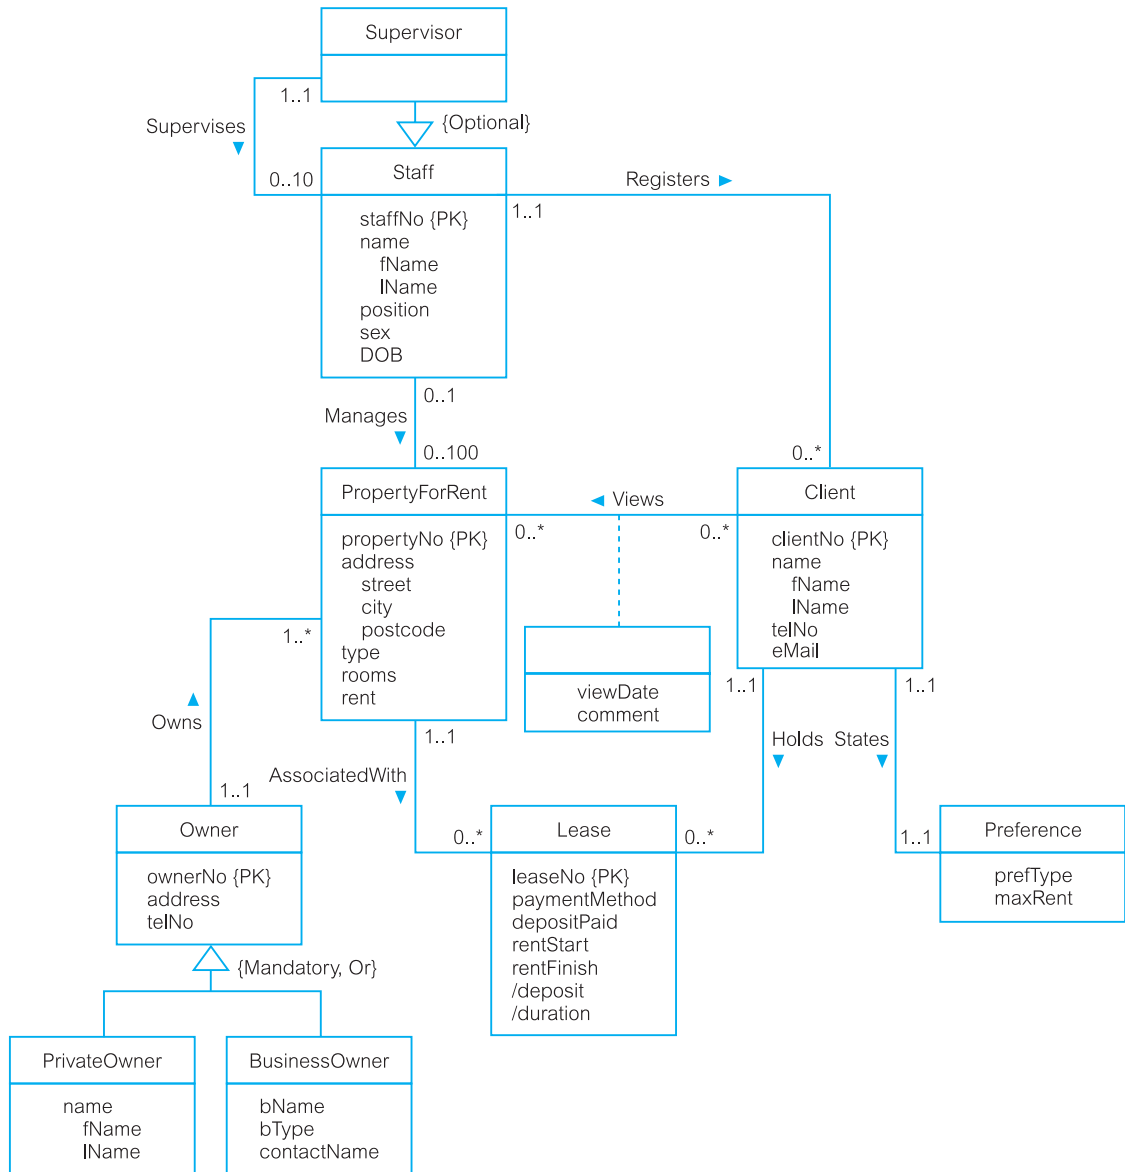 Supervisor
1..1
{Optional}
Supervises
0..10
Staff
Registers
1..1
staffNo {PK}
name
fName
lName
position
sex
DOB
0..1
Manages
0..100
0..*
PropertyForRent
Views
Client
0..*
0..*
propertyNo {PK}
address
street
city
postcode
type
rooms
rent
clientNo {PK}
name
fName
lName
telNo
eMail
1..*
viewDate
comment
1..1
1..1
Owns
1..1
Holds
States
AssociatedWith
1..1
Owner
0..*
Lease
0..*
1..1
Preference
ownerNo {PK}
address
telNo
leaseNo {PK}
paymentMethod
depositPaid
rentStart
rentFinish
/deposit
/duration
prefType
maxRent
{Mandatory, Or}
PrivateOwner
BusinessOwner
name
fName
lName
bName
bType
contactName